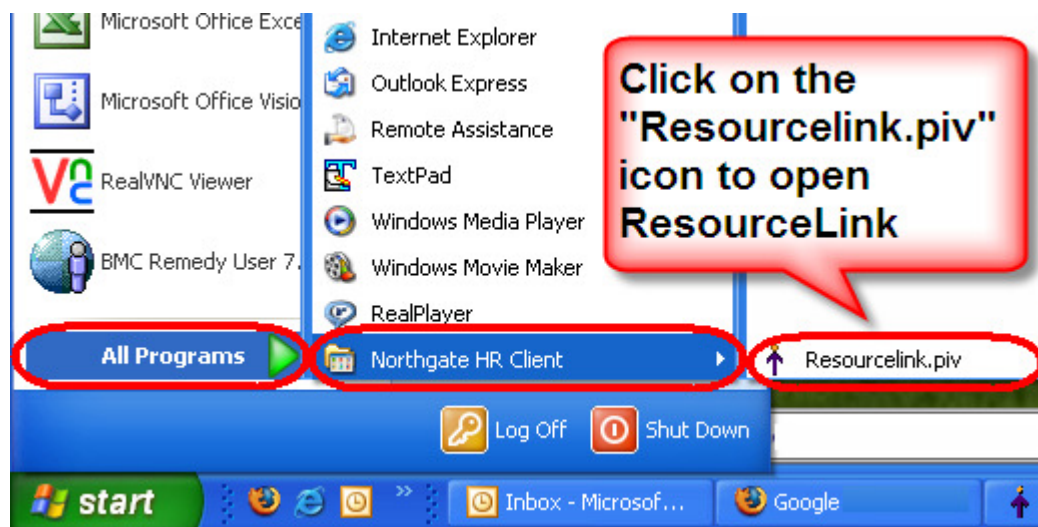 Microsoft Office Exce
Microsoft Office Visio
RealVNC Viewer
BMC Remedy User 7.
All Programs
Internet Explorer
Outlook Express
Remote Assistance
TextPad
Windows Media Player
Windows Movie Maker
RealPlayer
Northgate HR Client
Resourcelink.piv
Click on the
"Resourcelink.piv"
icon to open
ResourceLink
Log Off
Shut Down
start
»
Inbox - Microsof...
Google